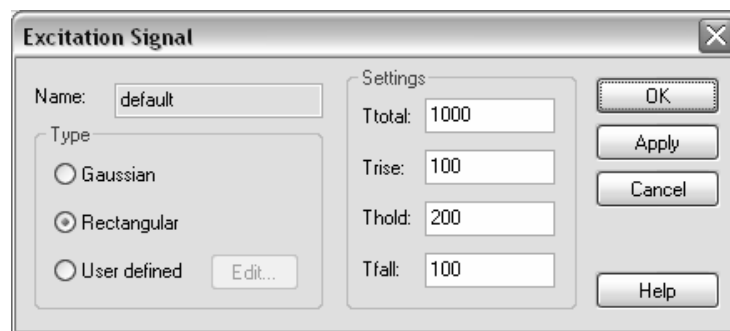 Excitation Signal
Name: default
Type
Gaussian
Rectangular
User defined Edit...
Settings
Ttotal: 1000
Trise: 100
Thold: 200
Tfall: 100
OK
Apply
Cancel
Help